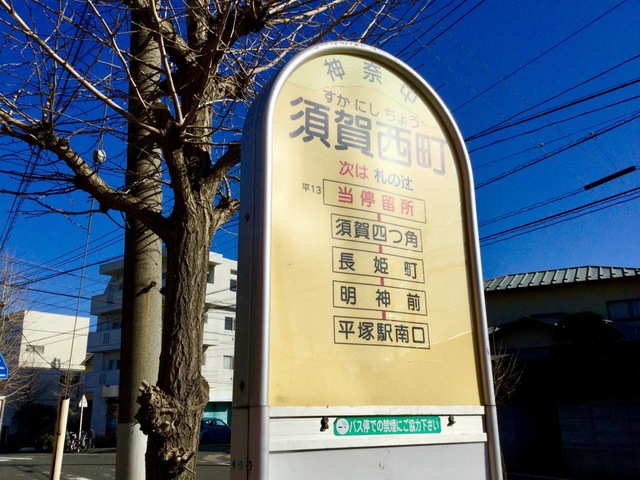 神奈中
すかにしちょう
須賀西町
次は 札の辻
平13
当停留所
須賀四つ角
長姫町
明神前
平塚駅南口
バス停での禁煙にご協力下さい